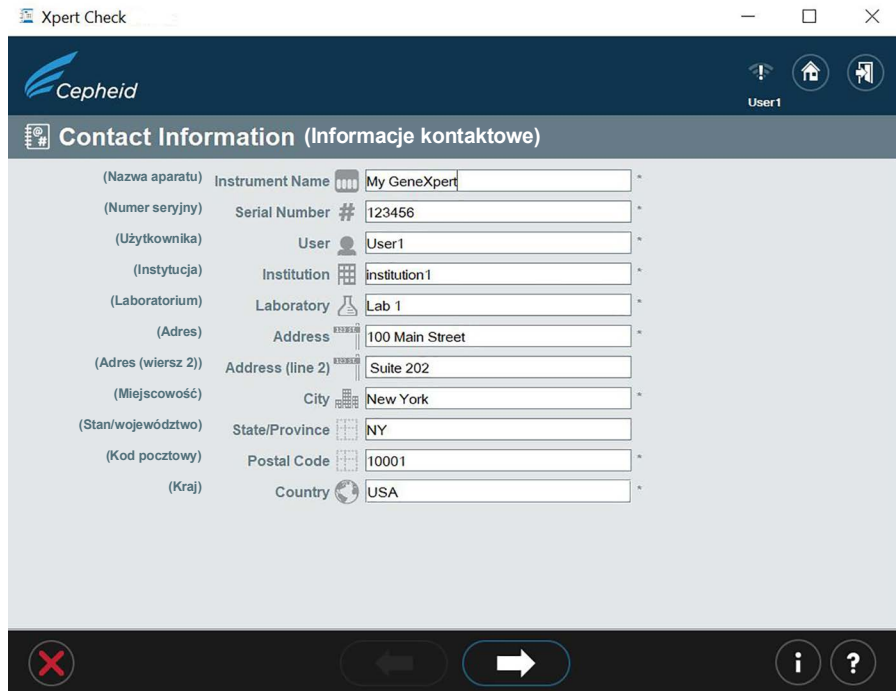 Xpert Check
Cepheid
User1
Contact Information (Informacje kontaktowe)
(Nazwa aparatu) Instrument Name My GeneXpert *
(Numer seryjny) Serial Number # 123456 *
(Użytkownika) User User1 *
(Instytucja) Institution institution1 *
(Laboratorium) Laboratory Lab 1 *
(Adres) Address 100 Main Street *
(Adres (wiersz 2)) Address (line 2) Suite 202
(Miejscowość) City New York *
(Stan/województwo) State/Province NY
(Kod pocztowy) Postal Code 10001 *
(Kraj) Country USA *
i ?